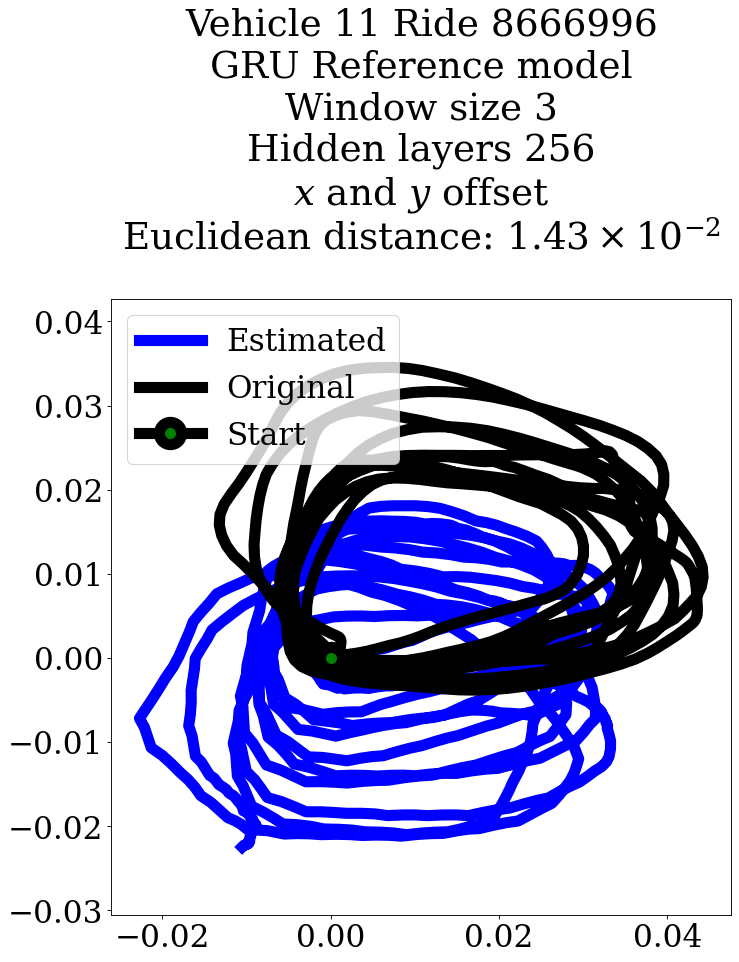 Vehicle 11 Ride 8666996
GRU Reference model
Window size 3
Hidden layers 256
x and y offset
Euclidean distance: 1.43 × 10⁻²
Estimated
Original
Start
0.04
0.03
0.02
0.01
0.00
−0.01
−0.02
−0.03
−0.02 0.00 0.02 0.04